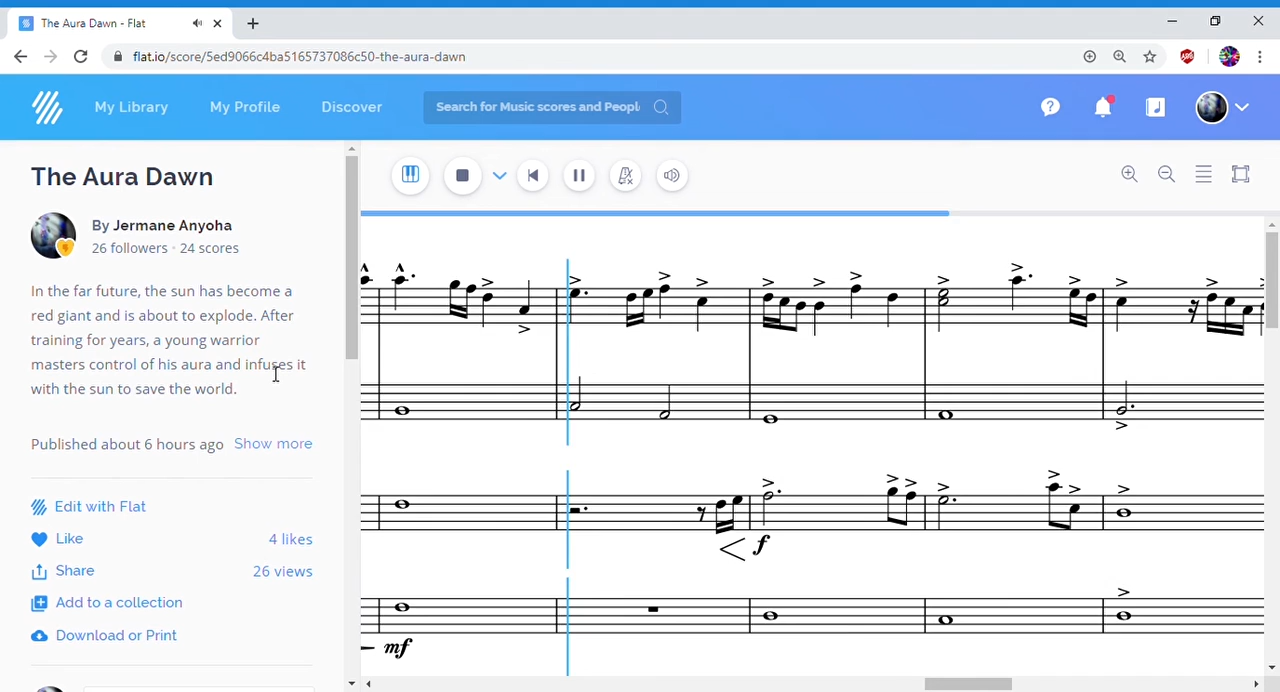 The Aura Dawn - Flat
flat.io/score/5ed9066c4ba5165737086c50-the-aura-dawn
My Library My Profile Discover Search for Music scores and Peopl
The Aura Dawn
By Jermane Anyoha
26 followers · 24 scores
In the far future, the sun has become a
red giant and is about to explode. After
training for years, a young warrior
masters control of his aura and infuses it
with the sun to save the world.
Published about 6 hours ago Show more
Edit with Flat
Like 4 likes
Share 26 views
Add to a collection
Download or Print
f
mf